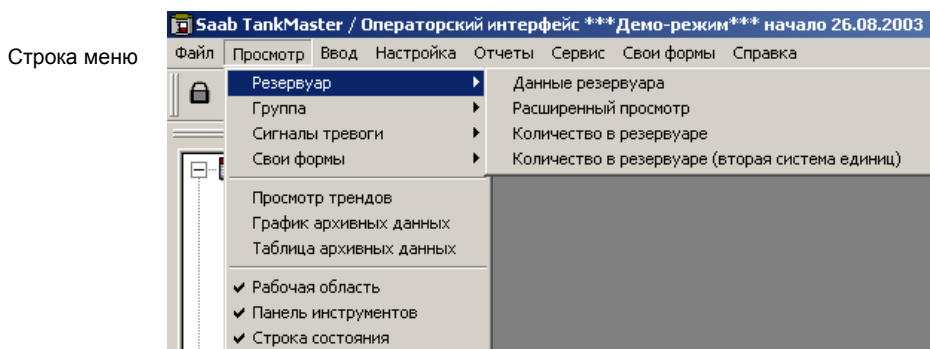 Saab TankMaster / Операторский интерфейс ***Демо-режим*** начало 26.08.2003
Строка меню
Файл Просмотр Ввод Настройка Отчеты Сервис Свои формы Справка
Резервуар
Группа
Сигналы тревоги
Свои формы
Просмотр трендов
График архивных данных
Таблица архивных данных
Рабочая область
Панель инструментов
Строка состояния
Данные резервуара
Расширенный просмотр
Количество в резервуаре
Количество в резервуаре (вторая система единиц)